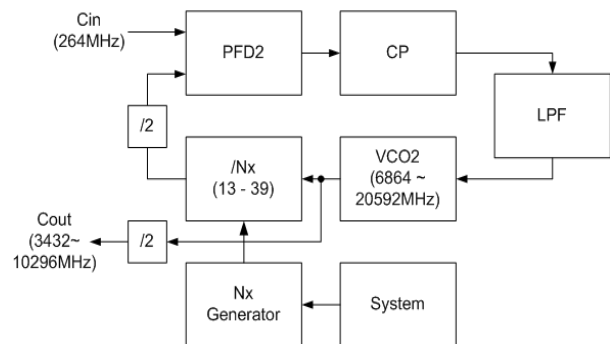 Cin
(264MHz)
PFD2
CP
LPF
/2
/Nx
(13 - 39)
VCO2
(6864 ~
20592MHz)
Cout
(3432~
10296MHz)
/2
Nx
Generator
System